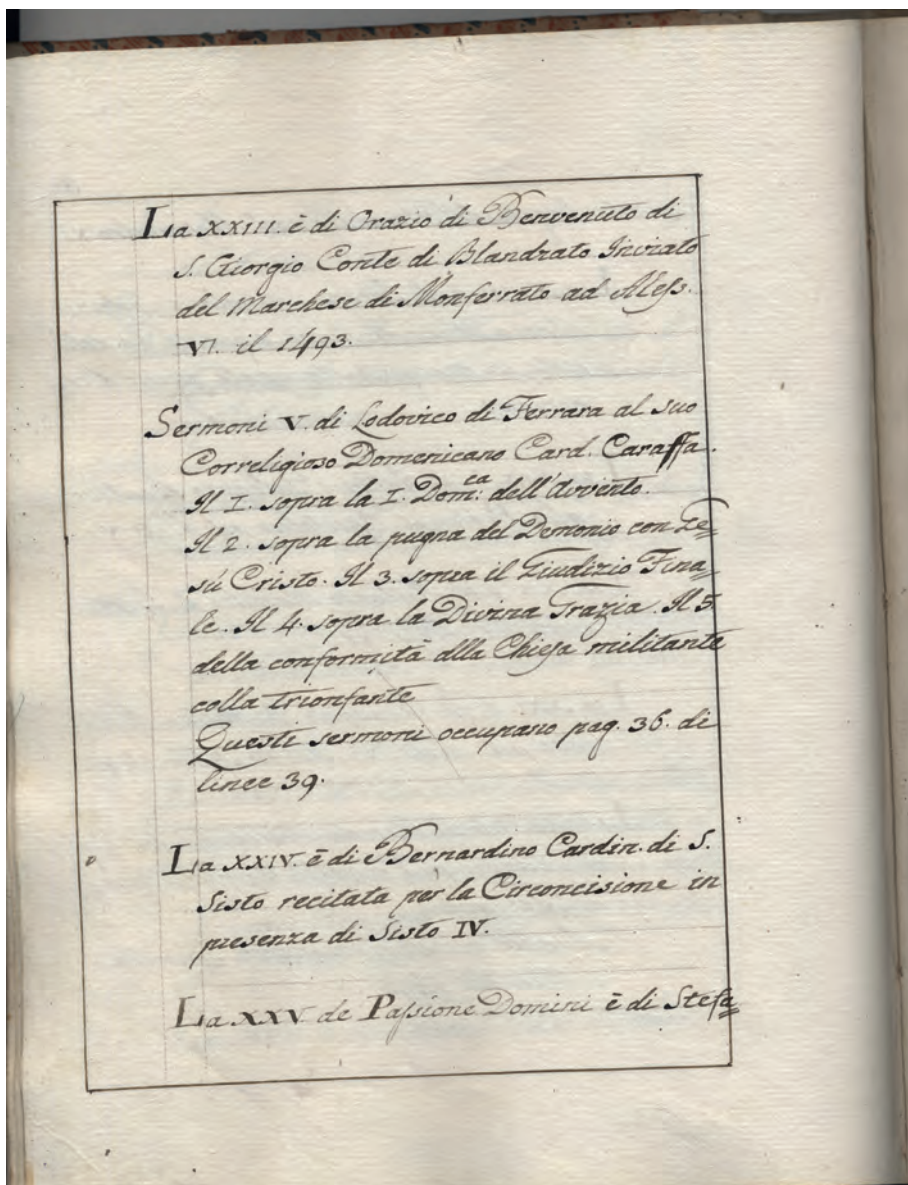 La XXIII. è di Orazio di Benvenuto di
S. Giorgio Conte di Blandrato Inviato
del Marchese di Monferrato ad Aless.
VI. il 1493.
Sermoni V. di Lodovico di Ferrara al suo
Correligioso Domenicano Card. Caraffa.
Il I. sopra la I. Dom.ca dell'Avvento.
Il 2. sopra la pugna del Demonio con Ge=
sù Cristo. Il 3. sopra il Giudizio Fina=
le. Il 4. sopra la Divina Grazia. Il 5
della conformità alla Chiesa militante
colla trionfante
Questi sermoni occupano pag. 36. di
linee 39.
La XXIV. è di Bernardino Cardin. di S.
Sisto recitata per la Circoncisione in
presenza di Sisto IV.
La XXV de Passione Domini è di Stefa=